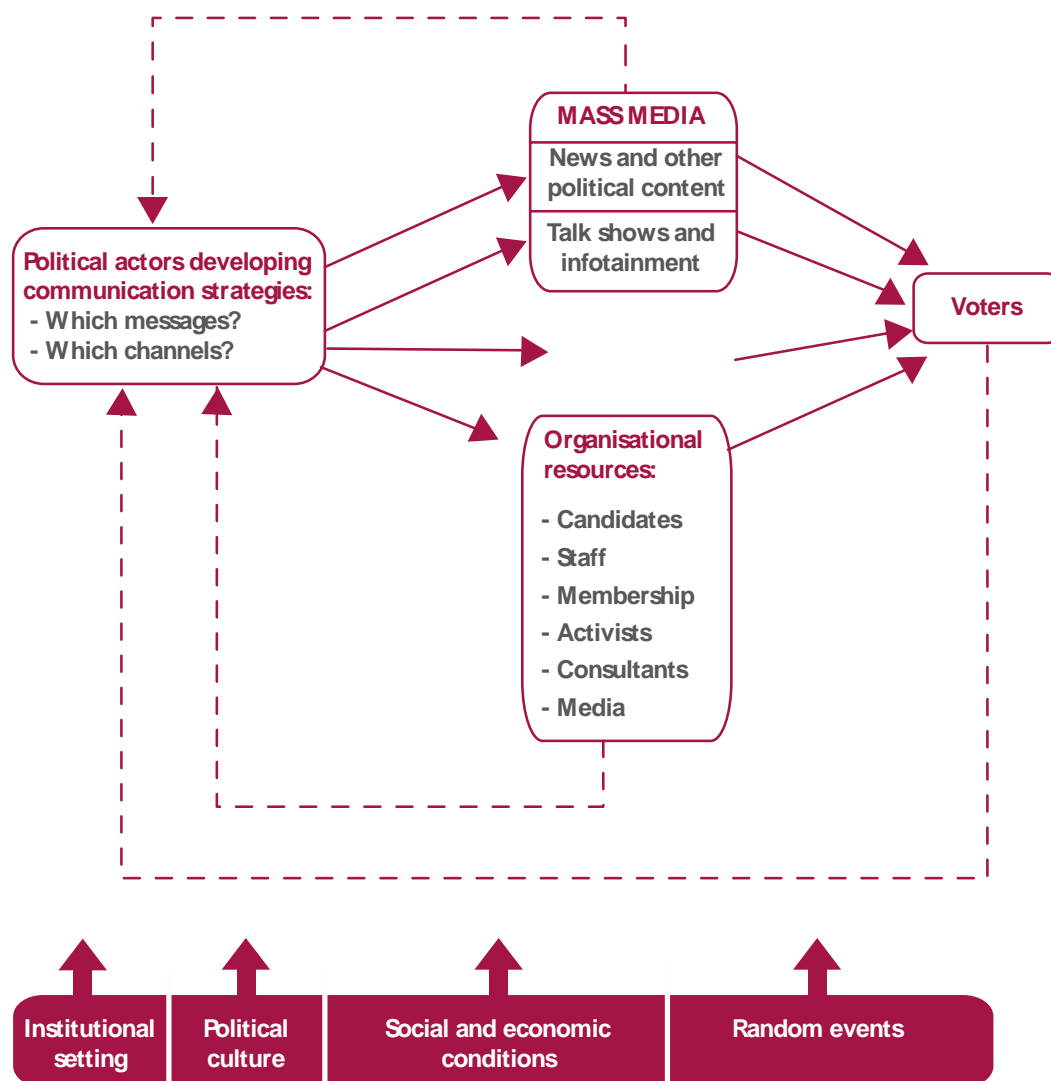 MASS MEDIA
News and other
political content
Talk shows and
infotainment
Political actors developing
communication strategies:
- Which messages?
- Which channels?
Voters
Organisational
resources:
- Candidates
- Staff
- Membership
- Activists
- Consultants
- Media
Institutional
setting
Political
culture
Social and economic
conditions
Random events